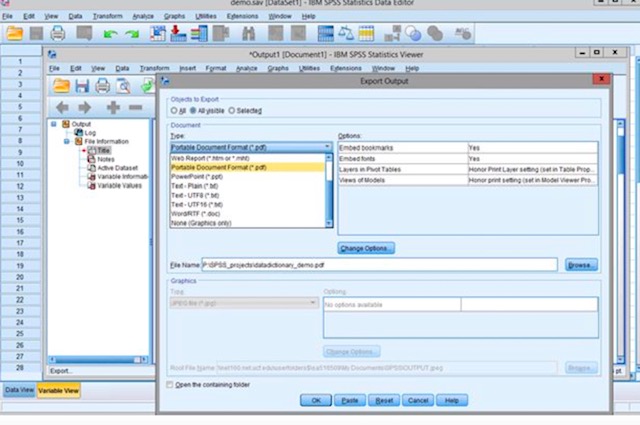 demo.sav [DataSet1] - IBM SPSS Statistics Data Editor
File Edit View Data Transform Analyze Graphs Utilities Extensions Window Help
*Output1 [Document1] - IBM SPSS Statistics Viewer
File Edit View Data Transform Insert Format Analyze Graphs Utilities Extensions Window Help
Export Output
Objects to Export
All All visible Selected
Document
Type:
Portable Document Format (*.pdf)
Web Report (*.htm or *.mht)
Portable Document Format (*.pdf)
PowerPoint (*.ppt)
Text - Plain (*.txt)
Text - UTF8 (*.txt)
Text - UTF16 (*.txt)
Word/RTF (*.doc)
None (Graphics only)
Options:
Embed bookmarks Yes
Embed fonts Yes
Layers in Pivot Tables Honor Print Layer setting (set in Table Prop...
Views of Models Honor print setting (set in Model Viewer Pro...
Change Options...
File Name: P:\SPSS_projects\datadictionary_demo.pdf Browse...
Graphics
Type:
JPEG file (*.jpg)
Options:
No options available
Change Options...
Root File Name: Browse...
Open the containing folder
OK Paste Reset Cancel Help
Output
Log
File Information
Title
Notes
Active Dataset
Variable Informati
Variable Values
Export...
pt.
1
2
3
4
5
6
7
8
9
10
11
12
13
14
15
16
17
18
19
20
21
22
23
24
25
26
27
28
Data View Variable View